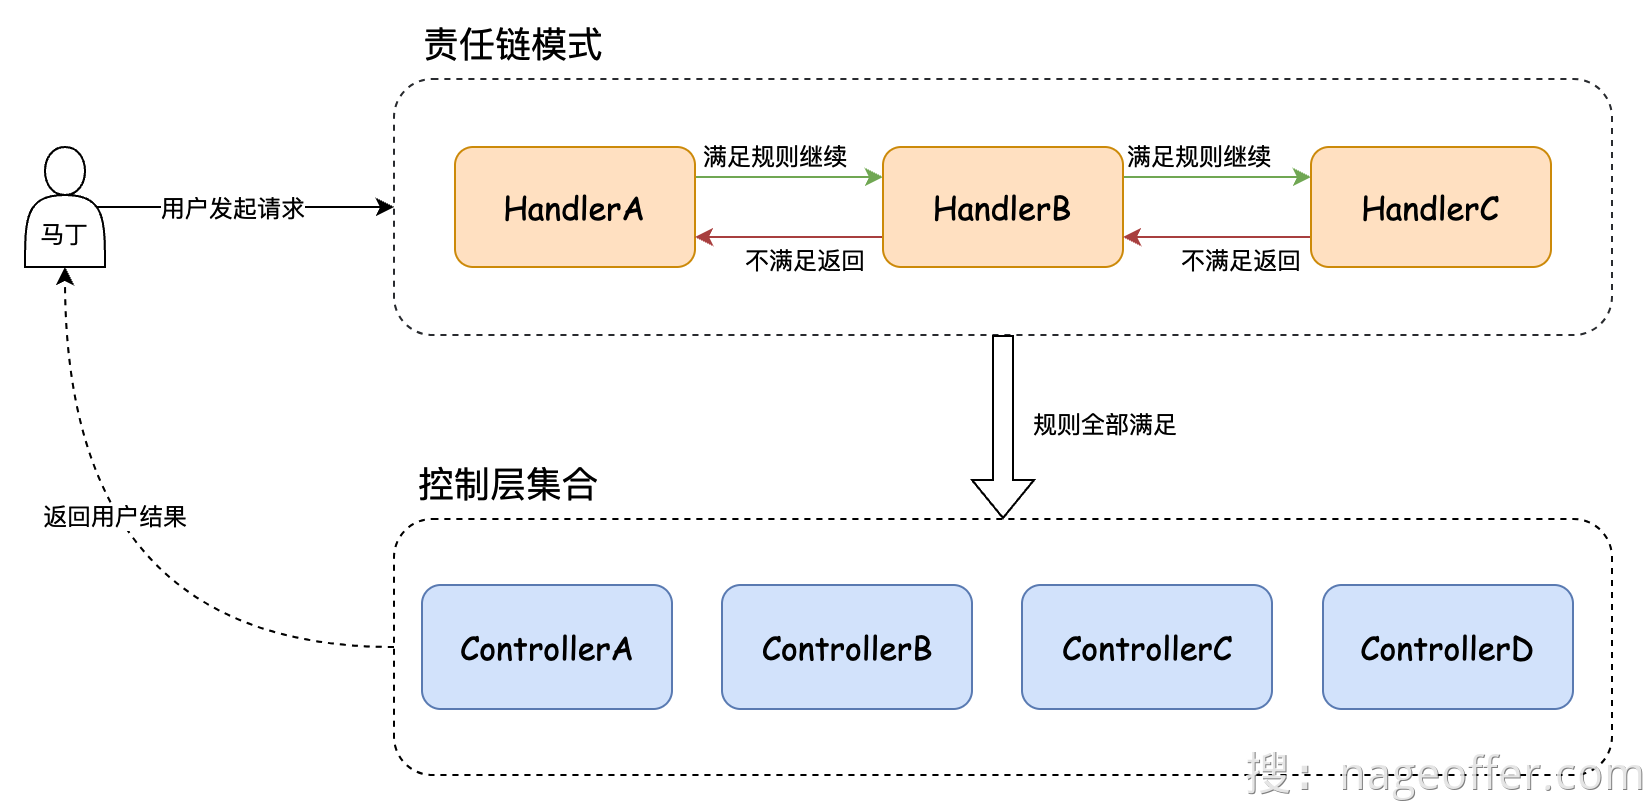 责任链模式
满足规则继续
满足规则继续
HandlerA
HandlerB
HandlerC
用户发起请求
马丁
不满足返回
不满足返回
规则全部满足
控制层集合
返回用户结果
ControllerA
ControllerB
ControllerC
ControllerD
搜：nageoffer.com